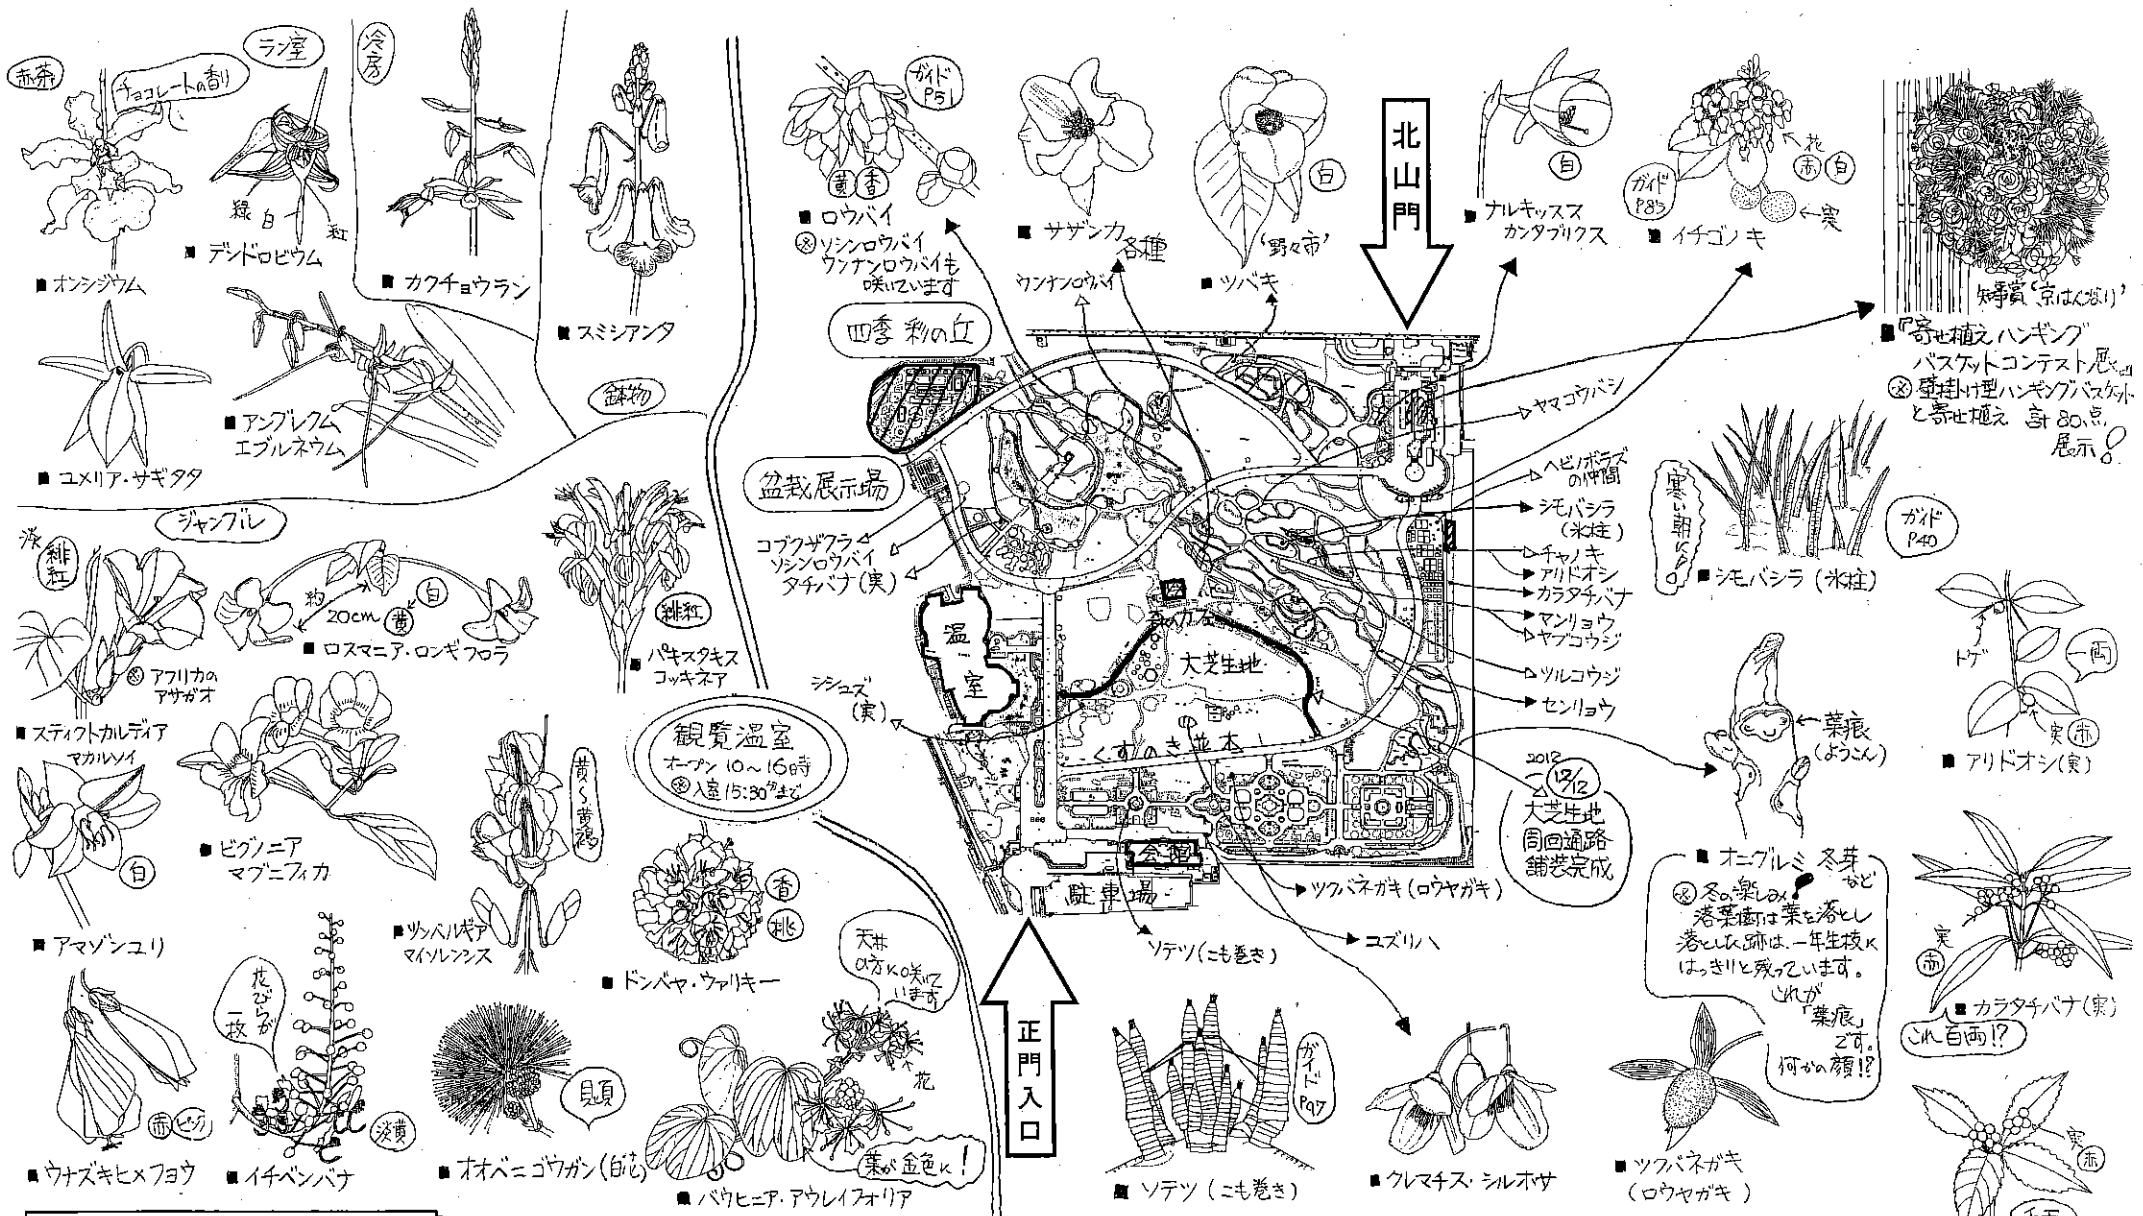 ラン室
赤茶
チョコレートの香り
■ オンシジウム
緑
白
紅
■ デンドロビウム
冷房
■ カクチョウラン
■ スミシアンタ
鉢物
■ コメリア・サギタタ
■ アングレクム
エブルネウム
ジャングル
淡
緋紅
※ アフリカの
アサガオ
■ スティクトカルディア
マカルソイ
約
20cm
黄
白
■ ロスマニア・ロンギフロラ
緋紅
■ パキスタキス
コッキネア
白
■ アマゾンユリ
■ ビグノニア
マグニフィカ
黄〜黄褐
■ ツンベルギア
マイソレンシス
香
桃
■ ドンベヤ・ウァリキー
赤
ピンク
■ ウナズキヒメフヨウ
花びらが
一枚
淡黄
■ イチベンバナ
見頃
■ オオベニゴウカン(白花)
天井
の方に咲いて
います
花
葉が金色に!
■ バウヒニア・アウレイフォリア
観覧温室
オープン 10〜16時
※入室15:30まで
ガイド
P51
黄
香
■ ロウバイ
※ ソシンロウバイ
ウンナンロウバイも
咲いています
■ サザンカ
各種
白
'野々市'
■ ツバキ
ウンナンロウバイ
北山門
白
■ ナルキッスス
カンタブリクス
ガイド
P85
花
赤
白
実
■ イチゴノキ
知事賞'京はんなり'
■『寄せ植えハンギング
バスケットコンテスト展』
※ 壁掛け型ハンギングバスケット
と寄せ植え 計80点
展示!
四季 彩の丘
盆栽展示場
コブクザクラ
ソシンロウバイ
タチバナ(実)
シシユズ
(実)
温室
森のカフェ
大芝生地
くすのき並木
会館
駐車場
正門入口
ヤマコウバシ
ヘビノボラズ
の仲間
シモバシラ
(氷柱)
チャノキ
アリドオシ
カラタチバナ
マンリョウ
ヤブコウジ
ツルコウジ
センリョウ
2012
12/12
大芝生地
周回通路
舗装完成
ツクバネガキ(ロウヤガキ)
ソテツ(こも巻き)
ユズリハ
寒い朝に!
ガイド
P40
■ シモバシラ(氷柱)
トゲ
一両
実
赤
■ アリドオシ(実)
葉痕
(ようこん)
■ オニグルミ 冬芽
など
※ 冬の楽しみ!
落葉樹は葉を落とし
落とした跡は、一年生枝に
はっきりと残っています。
これが
「葉痕」
です。
何かの顔!?
実
赤
■ カラタチバナ(実)
これ百両!?
ガイド
P97
■ ソテツ(こも巻き)
■ クレマチス・シルホサ
■ ツクバネガキ
(ロウヤガキ)
実
赤